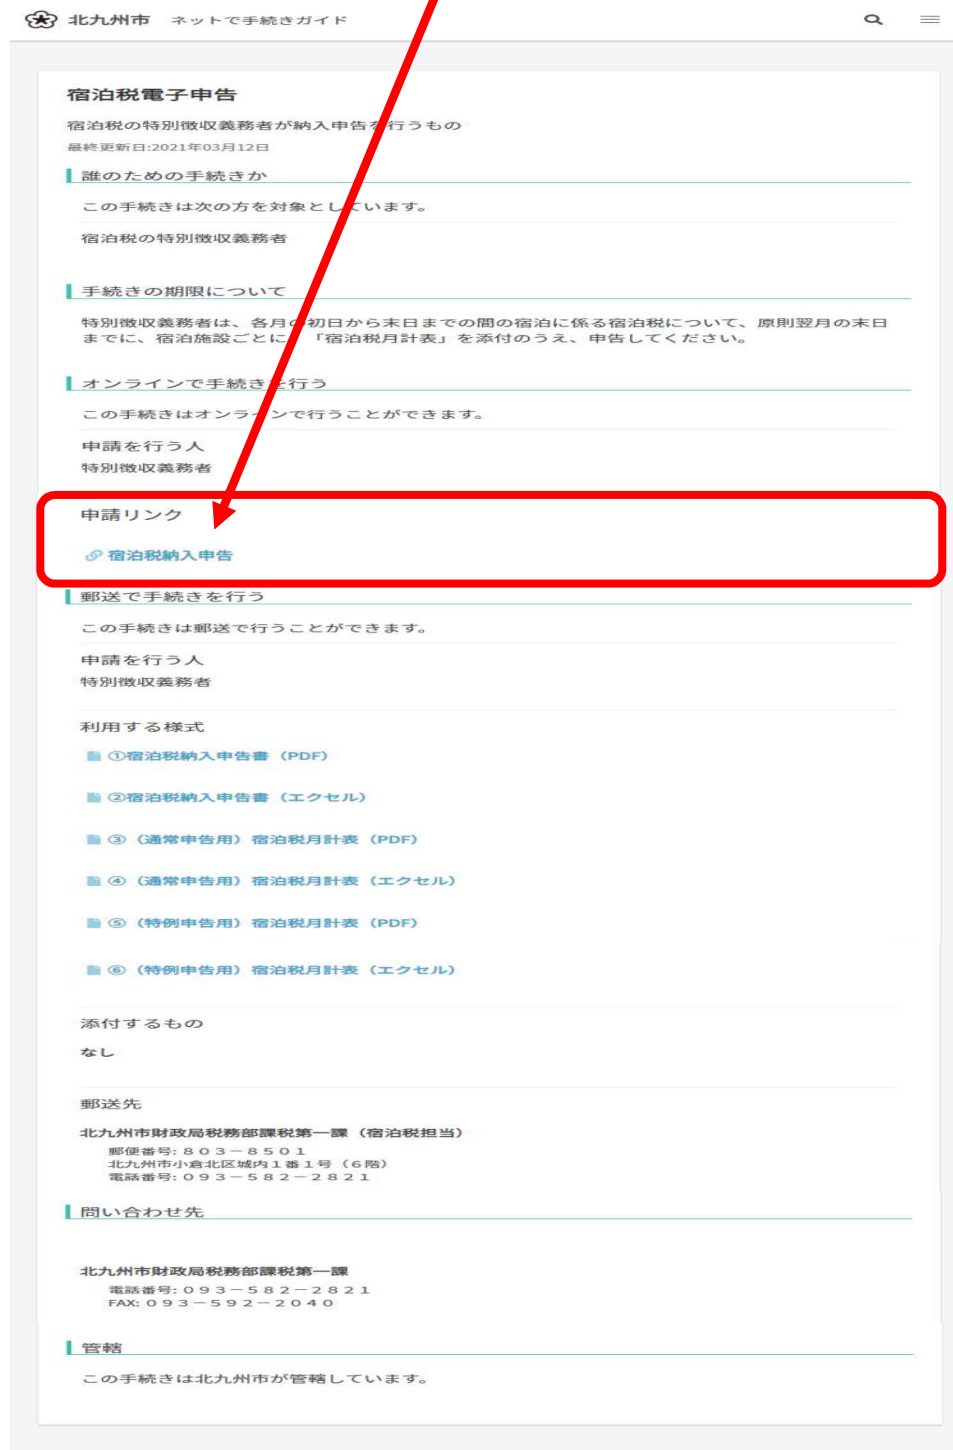 北九州市 ネットで手続きガイド
宿泊税電子申告
宿泊税の特別徴収義務者が納入申告を行うもの
最終更新日:2021年03月12日
誰のための手続きか
この手続きは次の方を対象としています。
宿泊税の特別徴収義務者
手続きの期限について
特別徴収義務者は、各月の初日から末日までの間の宿泊に係る宿泊税について、原則翌月の末日
までに、宿泊施設ごとに、「宿泊税月計表」を添付のうえ、申告してください。
オンラインで手続きを行う
この手続きはオンラインで行うことができます。
申請を行う人
特別徴収義務者
申請リンク
宿泊税納入申告
郵送で手続きを行う
この手続きは郵送で行うことができます。
申請を行う人
特別徴収義務者
利用する様式
①宿泊税納入申告書（PDF）
②宿泊税納入申告書（エクセル）
③（通常申告用）宿泊税月計表（PDF）
④（通常申告用）宿泊税月計表（エクセル）
⑤（特例申告用）宿泊税月計表（PDF）
⑥（特例申告用）宿泊税月計表（エクセル）
添付するもの
なし
郵送先
北九州市財政局税務部課税第一課（宿泊税担当）
郵便番号:８０３－８５０１
北九州市小倉北区城内１番１号（６階）
電話番号:０９３－５８２－２８２１
問い合わせ先
北九州市財政局税務部課税第一課
電話番号:０９３－５８２－２８２１
FAX:０９３－５９２－２０４０
管轄
この手続きは北九州市が管轄しています。